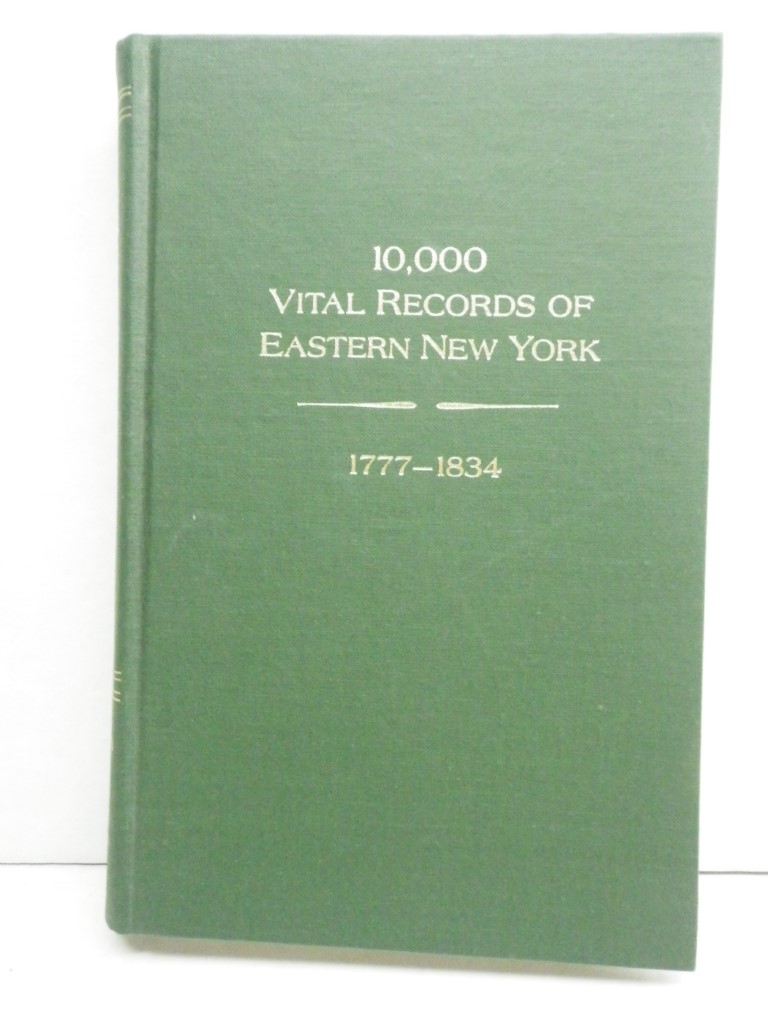 10,000
VITAL RECORDS OF
EASTERN NEW YORK
1777–1834